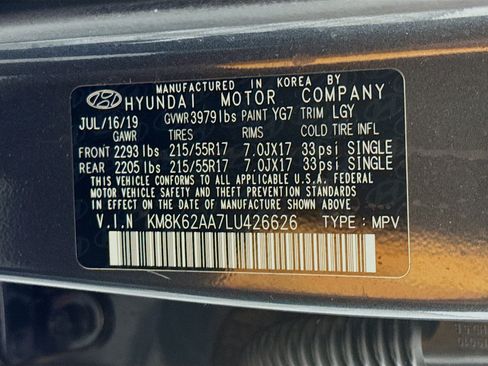 MANUFACTURED IN KOREA BY
HYUNDAI MOTOR COMPANY
JUL/16/19 GVWR 3979lbs PAINT YG7 TRIM LGY
GAWR TIRES RIMS COLD TIRE INFL
FRONT 2293lbs 215/55R17 7.0JX17 33psi SINGLE
REAR 2205lbs 215/55R17 7.0JX17 33psi SINGLE
THIS VEHICLE CONFORMS TO ALL APPLICABLE U.S.A. FEDERAL
MOTOR VEHICLE SAFETY BUMPER, AND THEFT PREVENTION STANDARDS
IN EFFECT ON THE DATE OF MANUFACTURE SHOWN ABOVE
V.I.N KM8K62AA7LU426626 TYPE : MPV